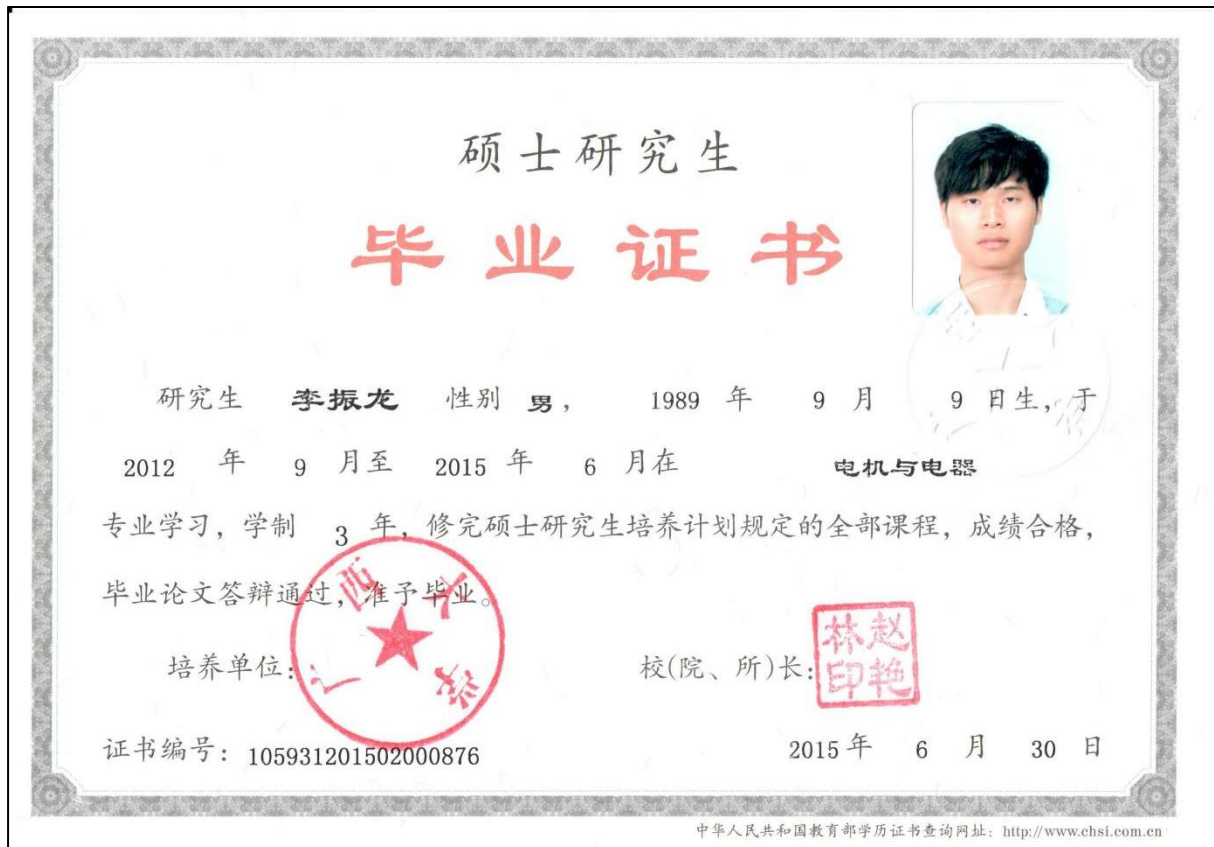 硕士研究生
毕业证书
研究生 李振龙 性别 男， 1989 年 9 月 9 日生，于
2012 年 9 月至 2015 年 6 月在 电机与电器
专业学习，学制 3 年，修完硕士研究生培养计划规定的全部课程，成绩合格，
毕业论文答辩通过，准予毕业。
培养单位：
广西大学
校(院、所)长：
赵艳林印
证书编号：105931201502000876
2015 年 6 月 30 日
中华人民共和国教育部学历证书查询网址：http://www.chsi.com.cn